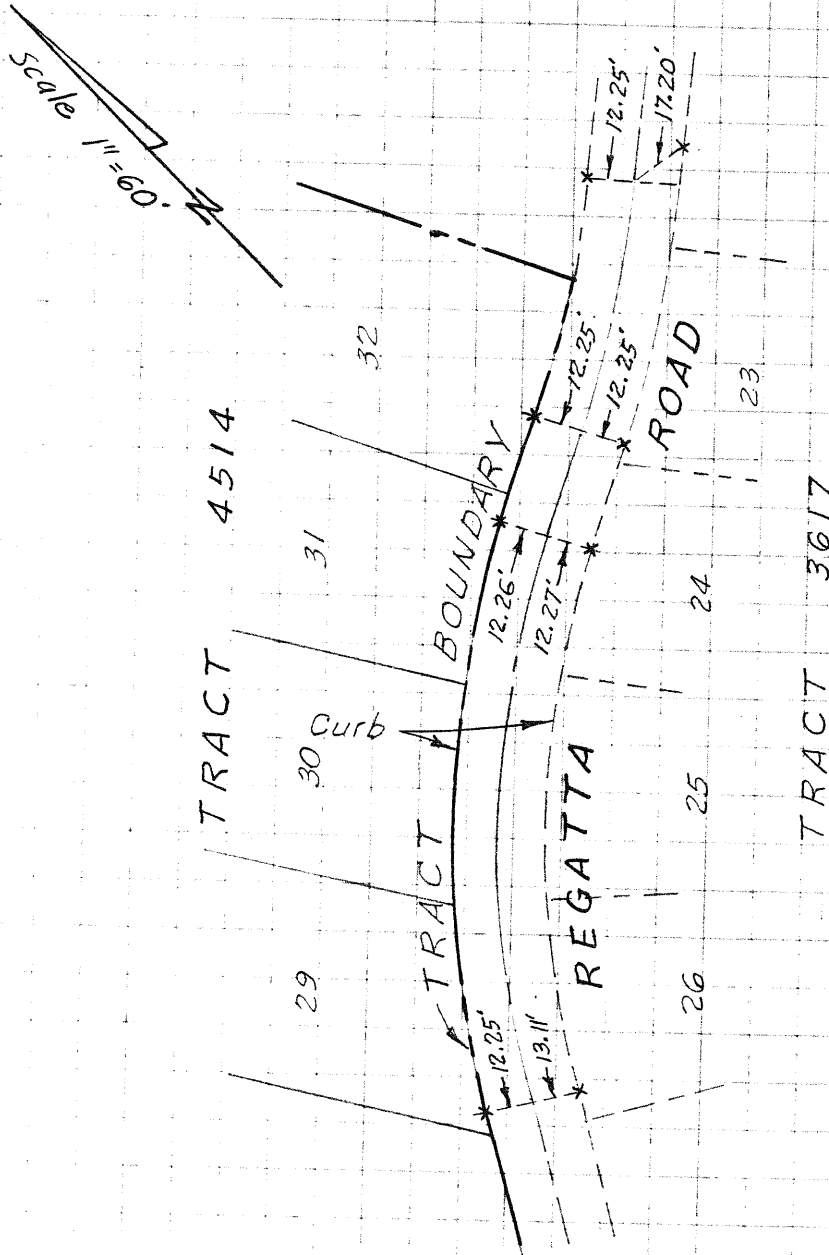 Scale 1"=60'
N
12.25'
17.20'
32
12.25'
12.25'
ROAD
23
TRACT 4514
31
BOUNDARY
12.26'
12.27'
24
TRACT 3617
Curb
30
TRACT
REGATTA
25
29
12.25'
13.11'
26